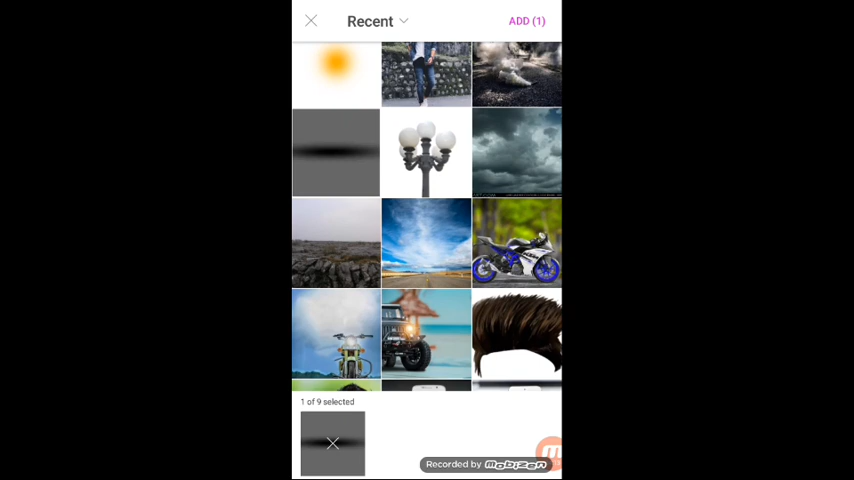 Recent
ADD (1)
1 of 9 selected
Recorded by mobizen